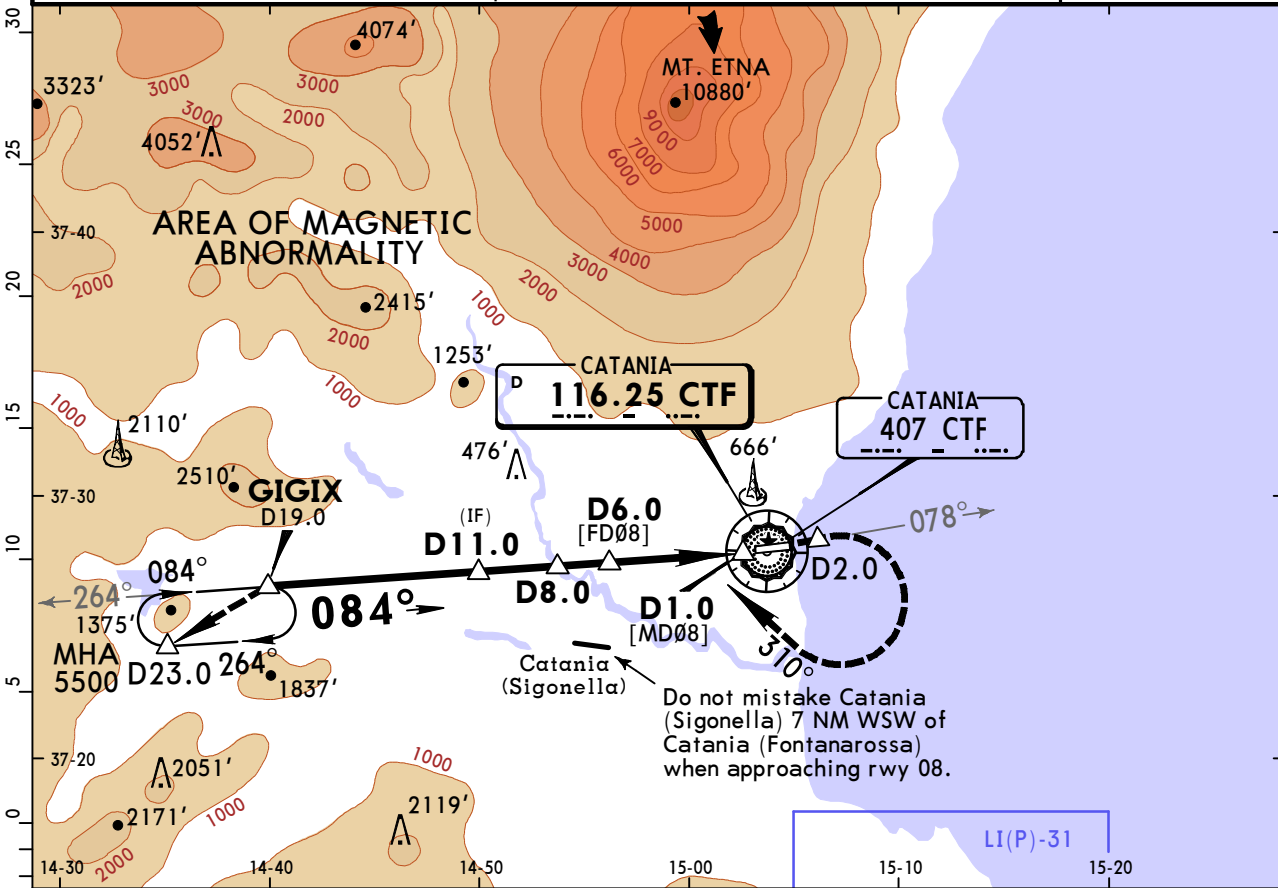 30
4074'
MT. ETNA
10880'
3323'
3000
3000
3000
2000
9000
4052'
7000
6000
25
AREA OF MAGNETIC
ABNORMALITY
5000
37-40
4000
3000
2000
2000
1000
20
2415'
2000
1253'
CATANIA
D
116.25 CTF
1000
CATANIA
407 CTF
15
1000
2110'
476'
666'
2510'
GIGIX
D19.0
37-30
(IF)
D11.0
D6.0
[FDØ8]
078°
10
084°
D8.0
D2.0
264°
084°
D1.0
[MDØ8]
1375'
MHA
5500
D23.0
264°
310°
Catania
(Sigonella)
1837'
5
Do not mistake Catania
(Sigonella) 7 NM WSW of
Catania (Fontanarossa)
when approaching rwy 08.
37-20
1000
2051'
1000
2119'
2171'
0
2000
LI(P)-31
14-30
14-40
14-50
15-00
15-10
15-20